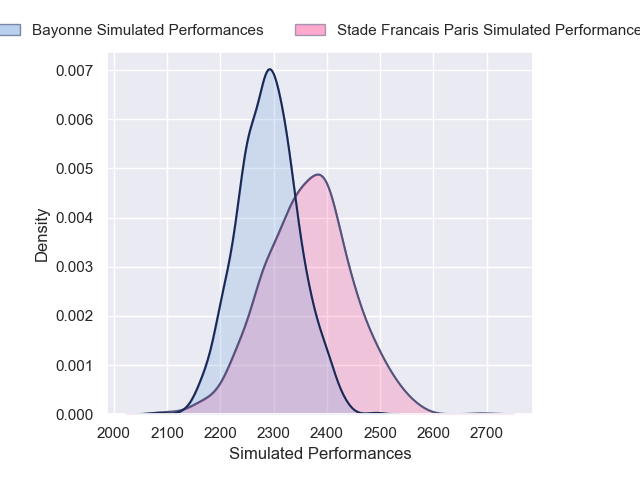 Bayonne Simulated Performances Stade Francais Paris Simulated Performance
0.007
0.006
0.005
0.004
0.003
0.002
0.001
0.000
Density
2000 2100 2200 2300 2400 2500 2600 2700
Simulated Performances